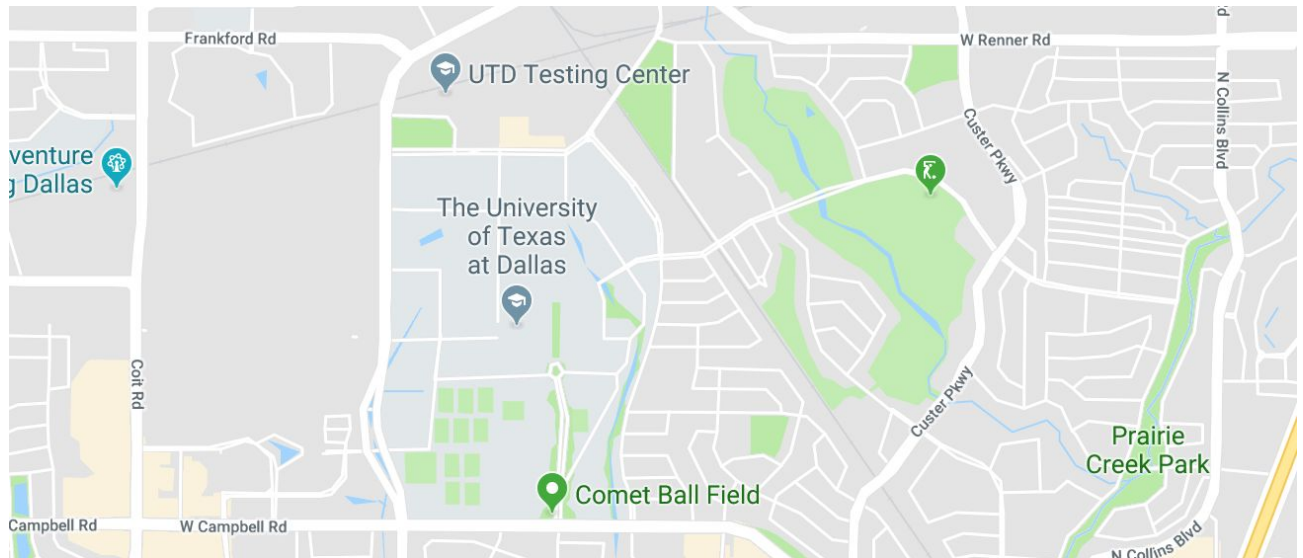 Frankford Rd
W Renner Rd
Rd
N Collins Blvd
UTD Testing Center
Custer Pkwy
venture
g Dallas
The University
of Texas
at Dallas
Coit Rd
Custer Pkwy
Prairie
Creek Park
Comet Ball Field
Campbell Rd
W Campbell Rd
N Collins Blvd